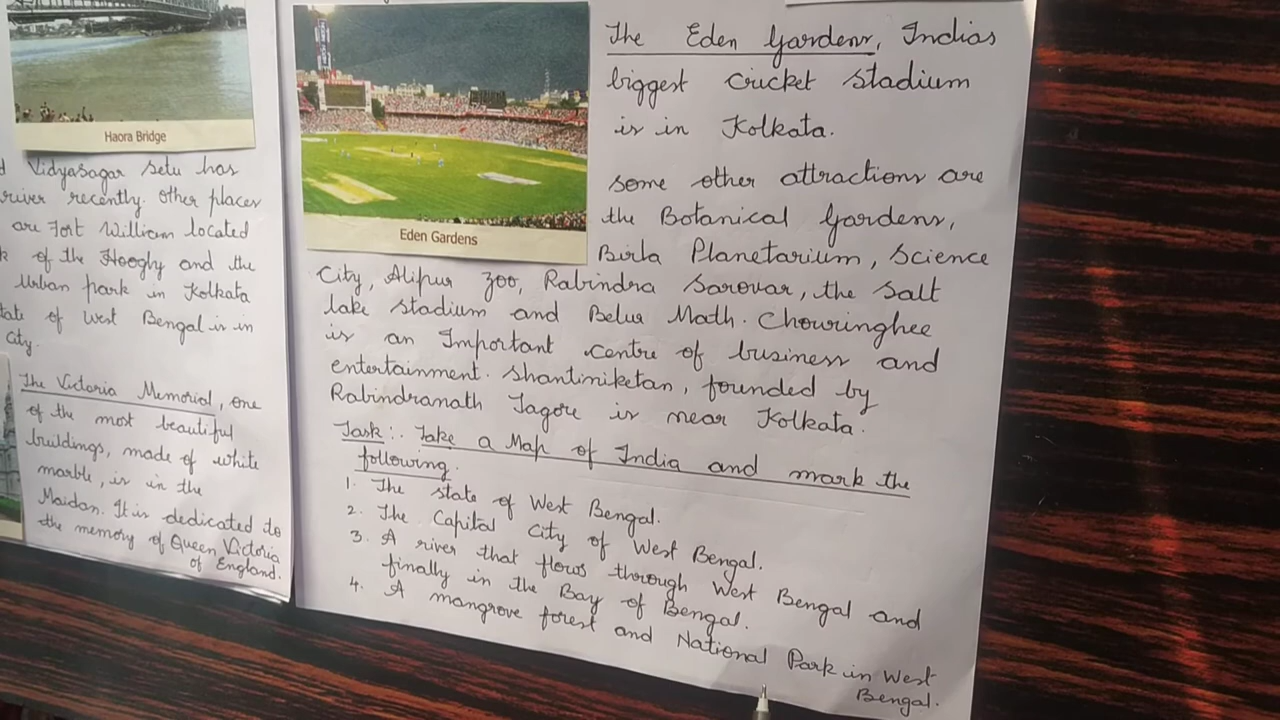 Haora Bridge
Vidyasagar setu has
river recently. other places
are Fort William located
of the Hooghy and the
Urban park in Kolkata
of West Bengal is in
city.
The Victoria Memorial, one
of the most beautiful
buildings, made of white
marble, is in the
Maidan. It is dedicated to
the memory of Queen Victoria
of England.
Eden Gardens
The Eden Gardens, Indias
biggest cricket stadium
is in Kolkata.
Some other attractions are
the Botanical Gardens,
Birla Planetarium, Science
City, Alipur zoo, Rabindra Sarovar, the Salt
lake stadium and Belur Math. Chowringhee
is an Important centre of business and
entertainment. Shantiniketan, founded by
Rabindranath Tagore is near Kolkata.
Task:. Take a Map of India and mark the
following.
1. The state of West Bengal.
2. The Capital City of West Bengal.
3. A river that flows through West Bengal and
finally in the Bay of Bengal.
4. A mangrove forest and National Park in West
Bengal.